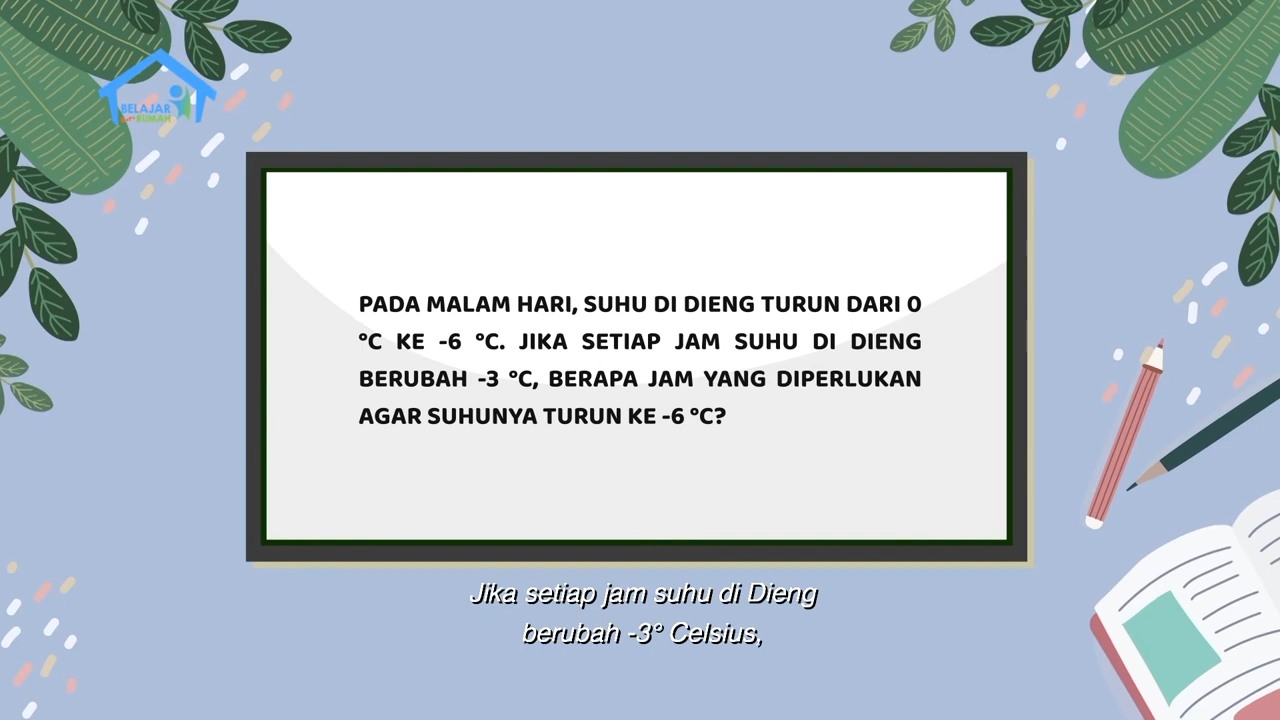 BELAJAR
RUMAH
PADA MALAM HARI, SUHU DI DIENG TURUN DARI 0
°C KE -6 °C. JIKA SETIAP JAM SUHU DI DIENG
BERUBAH -3 °C, BERAPA JAM YANG DIPERLUKAN
AGAR SUHUNYA TURUN KE -6 °C?
Jika setiap jam suhu di Dieng
berubah -3° Celsius,